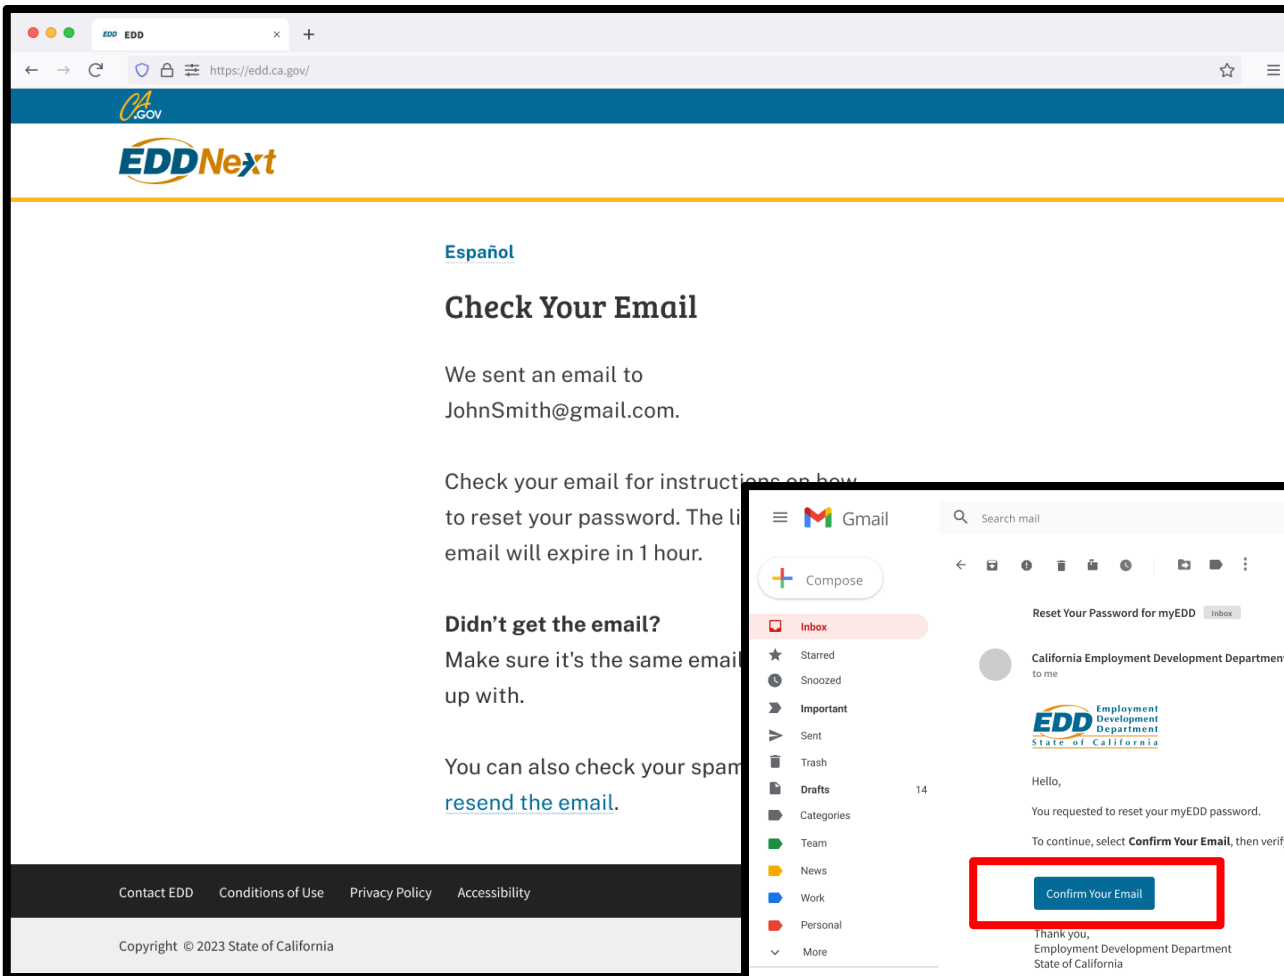 EDD EDD
https://edd.ca.gov/
CA.GOV
EDDNext
Español
Check Your Email
We sent an email to
JohnSmith@gmail.com.
Check your email for instructions on how
to reset your password. The li
email will expire in 1 hour.
Didn't get the email?
Make sure it's the same email
up with.
You can also check your spam
resend the email.
Contact EDD Conditions of Use Privacy Policy Accessibility
Copyright © 2023 State of California
Gmail
Search mail
Compose
Inbox
Starred
Snoozed
Important
Sent
Trash
Drafts 14
Categories
Team
News
Work
Personal
More
Reset Your Password for myEDD Inbox
California Employment Development Department
to me
EDD Employment
Development
Department
State of California
Hello,
You requested to reset your myEDD password.
To continue, select Confirm Your Email, then verif
Confirm Your Email
Thank you,
Employment Development Department
State of California